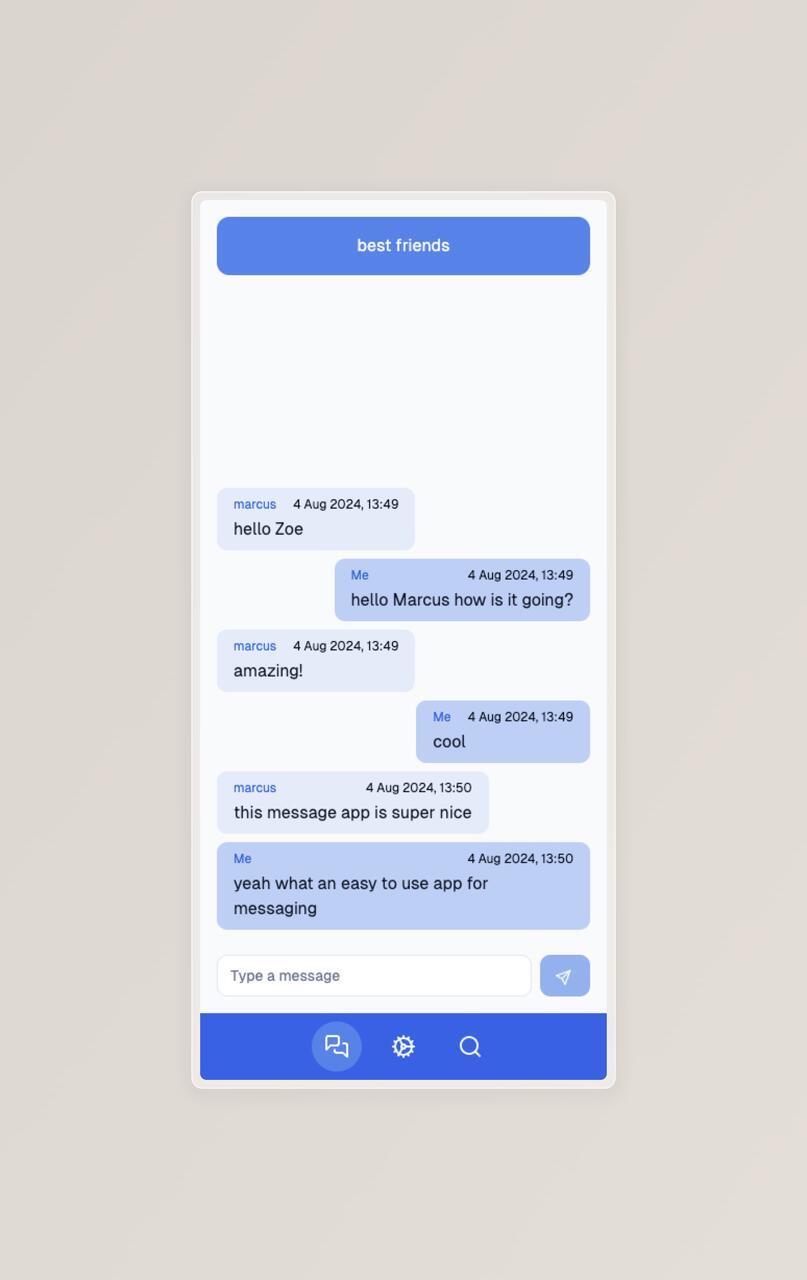 best friends
marcus 4 Aug 2024, 13:49
hello Zoe
Me 4 Aug 2024, 13:49
hello Marcus how is it going?
marcus 4 Aug 2024, 13:49
amazing!
Me 4 Aug 2024, 13:49
cool
marcus 4 Aug 2024, 13:50
this message app is super nice
Me 4 Aug 2024, 13:50
yeah what an easy to use app for
messaging
Type a message